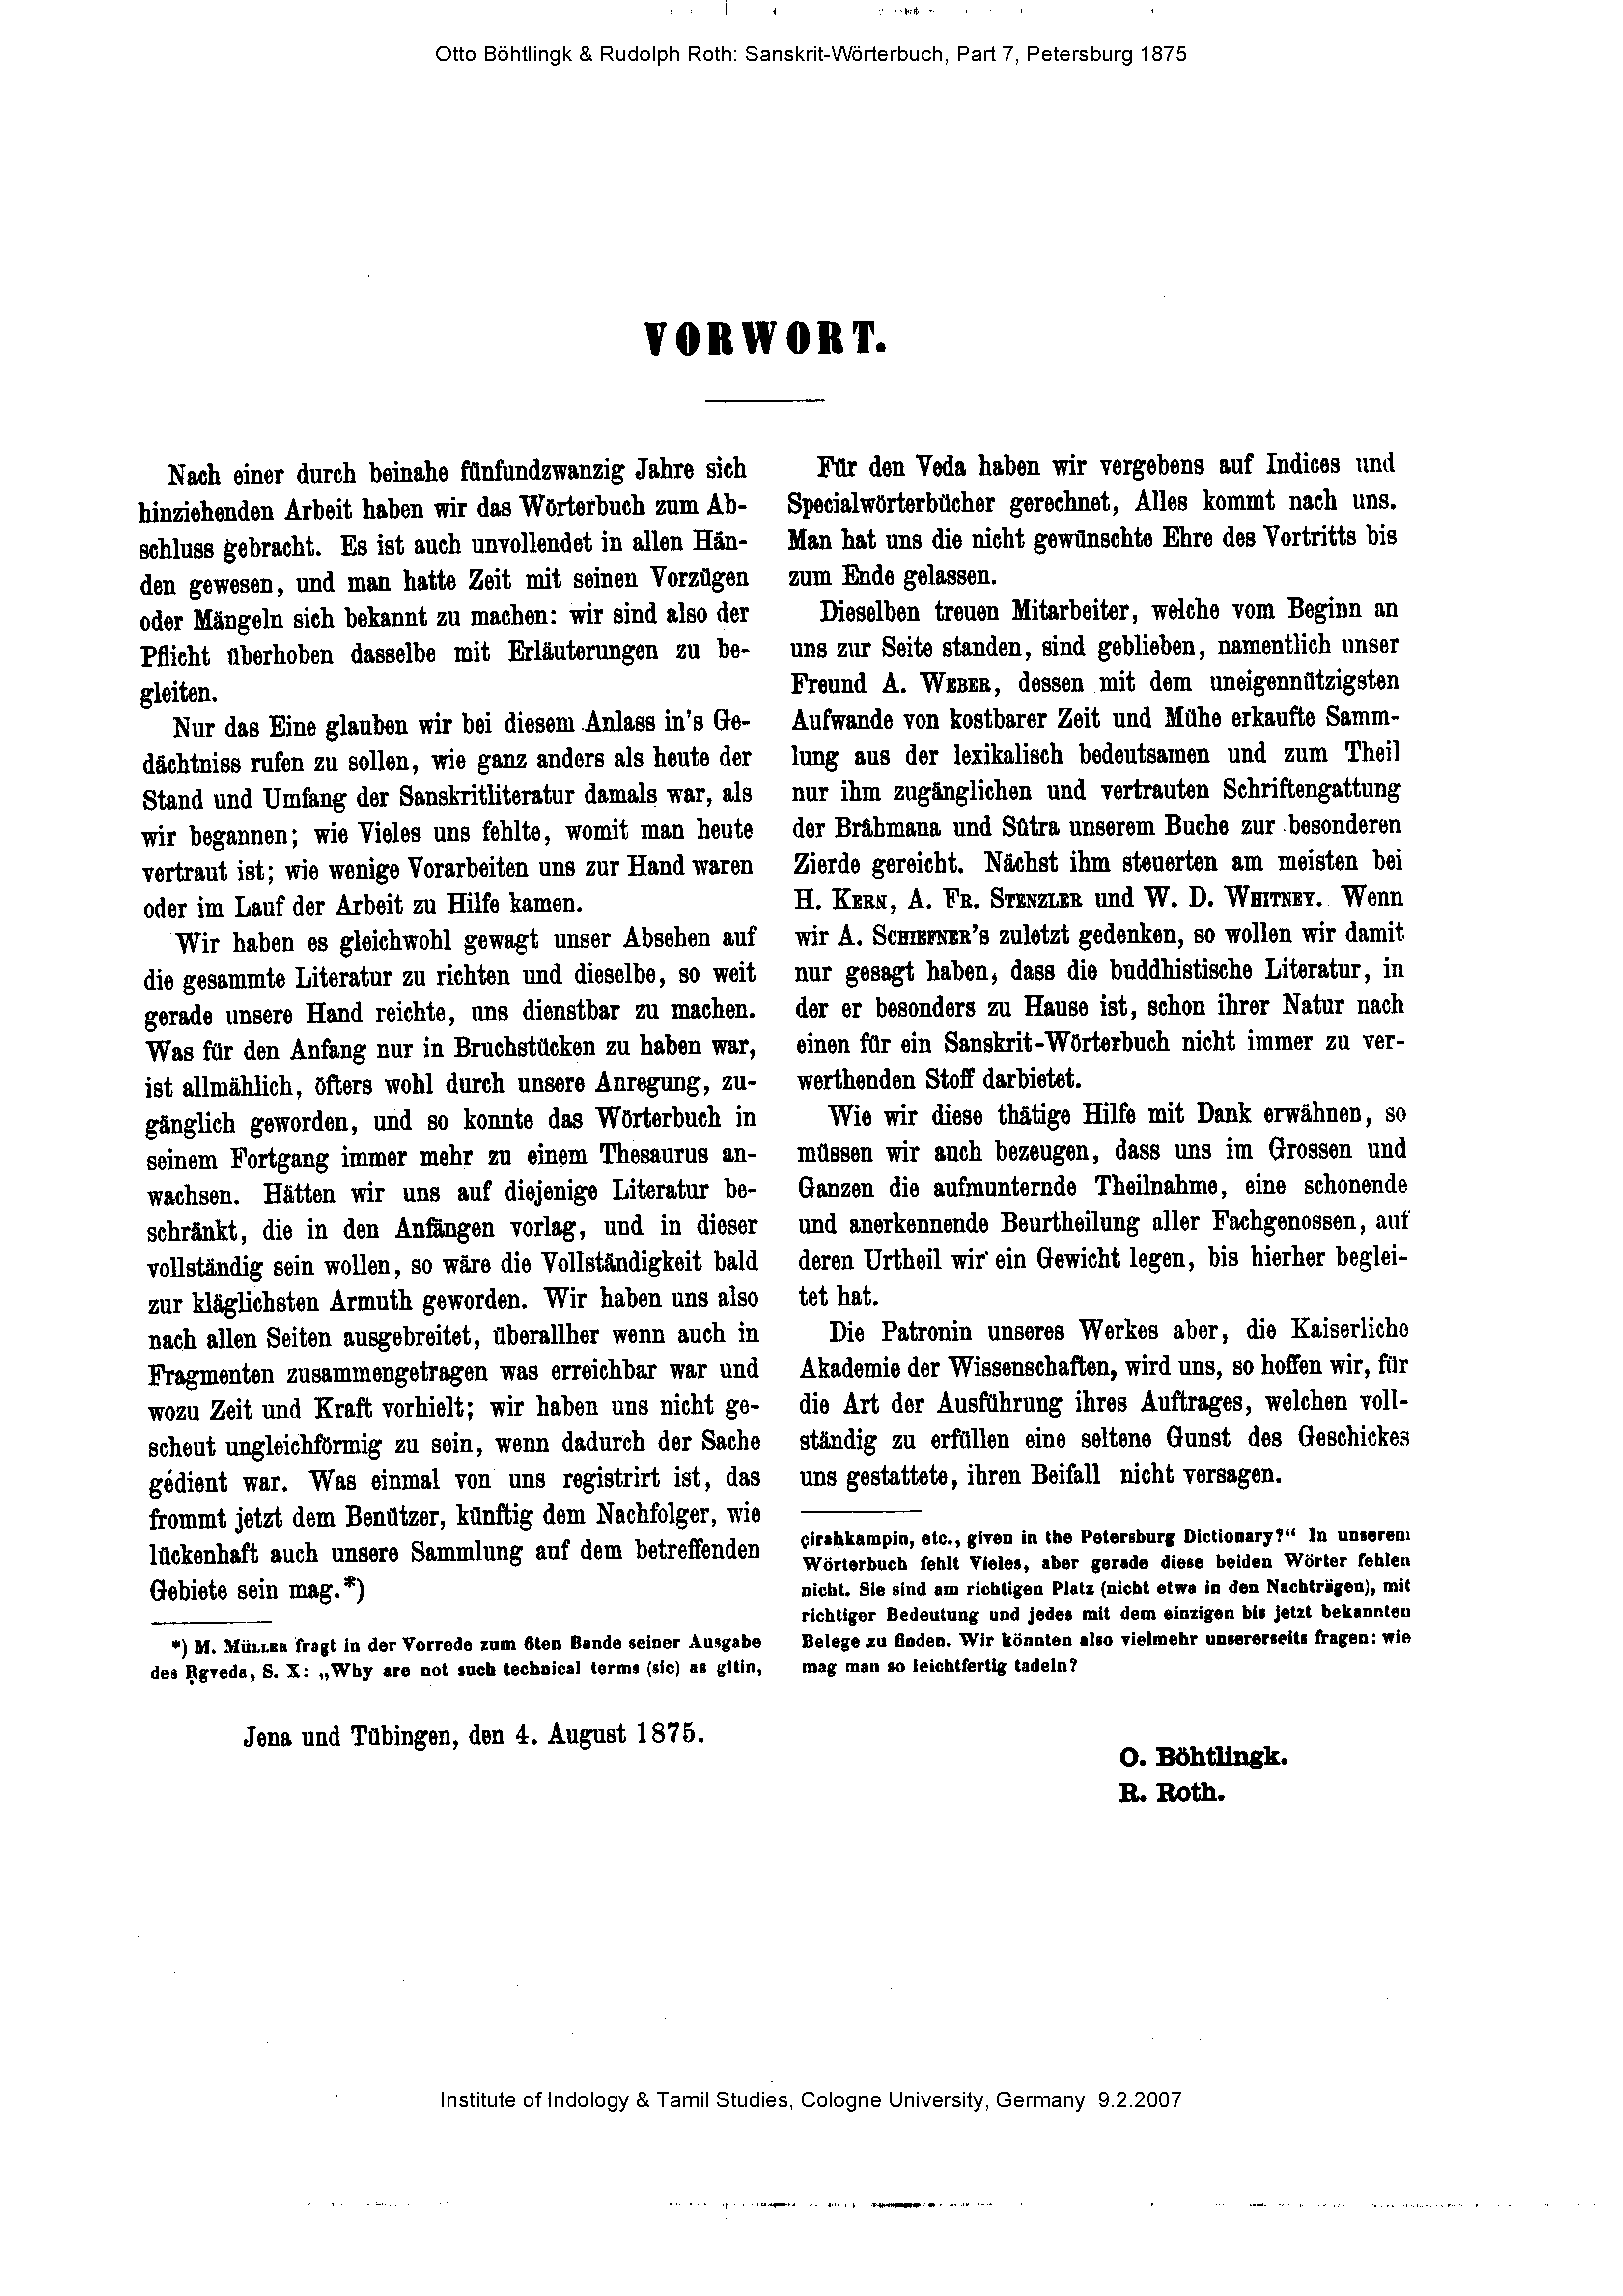 Otto Böhtlingk & Rudolph Roth: Sanskrit-Wörterbuch, Part 7, Petersburg 1875
VORWORT.
Nach einer durch beinahe fünfundzwanzig Jahre sich
hinziehenden Arbeit haben wir das Wörterbuch zum Ab-
schluss gebracht. Es ist auch unvollendet in allen Hän-
den gewesen, und man hatte Zeit mit seinen Vorzügen
oder Mängeln sich bekannt zu machen: wir sind also der
Pflicht überhoben dasselbe mit Erläuterungen zu be-
gleiten.
Nur das Eine glauben wir bei diesem Anlass in's Ge-
dächtniss rufen zu sollen, wie ganz anders als heute der
Stand und Umfang der Sanskritliteratur damals war, als
wir begannen; wie Vieles uns fehlte, womit man heute
vertraut ist; wie wenige Vorarbeiten uns zur Hand waren
oder im Lauf der Arbeit zu Hilfe kamen.
Wir haben es gleichwohl gewagt unser Absehen auf
die gesammte Literatur zu richten und dieselbe, so weit
gerade unsere Hand reichte, uns dienstbar zu machen.
Was für den Anfang nur in Bruchstücken zu haben war,
ist allmählich, öfters wohl durch unsere Anregung, zu-
gänglich geworden, und so konnte das Wörterbuch in
seinem Fortgang immer mehr zu einem Thesaurus an-
wachsen. Hätten wir uns auf diejenige Literatur be-
schränkt, die in den Anfängen vorlag, und in dieser
vollständig sein wollen, so wäre die Vollständigkeit bald
zur kläglichsten Armuth geworden. Wir haben uns also
nach allen Seiten ausgebreitet, überallher wenn auch in
Fragmenten zusammengetragen was erreichbar war und
wozu Zeit und Kraft vorhielt; wir haben uns nicht ge-
scheut ungleichförmig zu sein, wenn dadurch der Sache
gedient war. Was einmal von uns registrirt ist, das
frommt jetzt dem Benützer, künftig dem Nachfolger, wie
lückenhaft auch unsere Sammlung auf dem betreffenden
Gebiete sein mag.*)
*) M. MÜLLER fragt in der Vorrede zum 6ten Bande seiner Ausgabe
des Ṛgveda, S. X: „Why are not such technical terms (sic) as gîtin,
Für den Veda haben wir vergebens auf Indices und
Specialwörterbücher gerechnet, Alles kommt nach uns.
Man hat uns die nicht gewünschte Ehre des Vortritts bis
zum Ende gelassen.
Dieselben treuen Mitarbeiter, welche vom Beginn an
uns zur Seite standen, sind geblieben, namentlich unser
Freund A. WEBER, dessen mit dem uneigennützigsten
Aufwande von kostbarer Zeit und Mühe erkaufte Samm-
lung aus der lexikalisch bedeutsamen und zum Theil
nur ihm zugänglichen und vertrauten Schriftengattung
der Brâhmana und Sûtra unserem Buche zur besonderen
Zierde gereicht. Nächst ihm steuerten am meisten bei
H. KERN, A. FR. STENZLER und W. D. WHITNEY. Wenn
wir A. SCHIEFNER's zuletzt gedenken, so wollen wir damit
nur gesagt haben, dass die buddhistische Literatur, in
der er besonders zu Hause ist, schon ihrer Natur nach
einen für ein Sanskrit-Wörterbuch nicht immer zu ver-
werthenden Stoff darbietet.
Wie wir diese thätige Hilfe mit Dank erwähnen, so
müssen wir auch bezeugen, dass uns im Grossen und
Ganzen die aufmunternde Theilnahme, eine schonende
und anerkennende Beurtheilung aller Fachgenossen, auf
deren Urtheil wir ein Gewicht legen, bis hierher beglei-
tet hat.
Die Patronin unseres Werkes aber, die Kaiserliche
Akademie der Wissenschaften, wird uns, so hoffen wir, für
die Art der Ausführung ihres Auftrages, welchen voll-
ständig zu erfüllen eine seltene Gunst des Geschickes
uns gestattete, ihren Beifall nicht versagen.
çiraḥkampin, etc., given in the Petersburg Dictionary?“ In unserem
Wörterbuch fehlt Vieles, aber gerade diese beiden Wörter fehlen
nicht. Sie sind am richtigen Platz (nicht etwa in den Nachträgen), mit
richtiger Bedeutung und jedes mit dem einzigen bis jetzt bekannten
Belege zu finden. Wir könnten also vielmehr unsererseits fragen: wie
mag man so leichtfertig tadeln?
Jena und Tübingen, den 4. August 1875.
O. Böhtlingk.
R. Roth.
Institute of Indology & Tamil Studies, Cologne University, Germany 9.2.2007